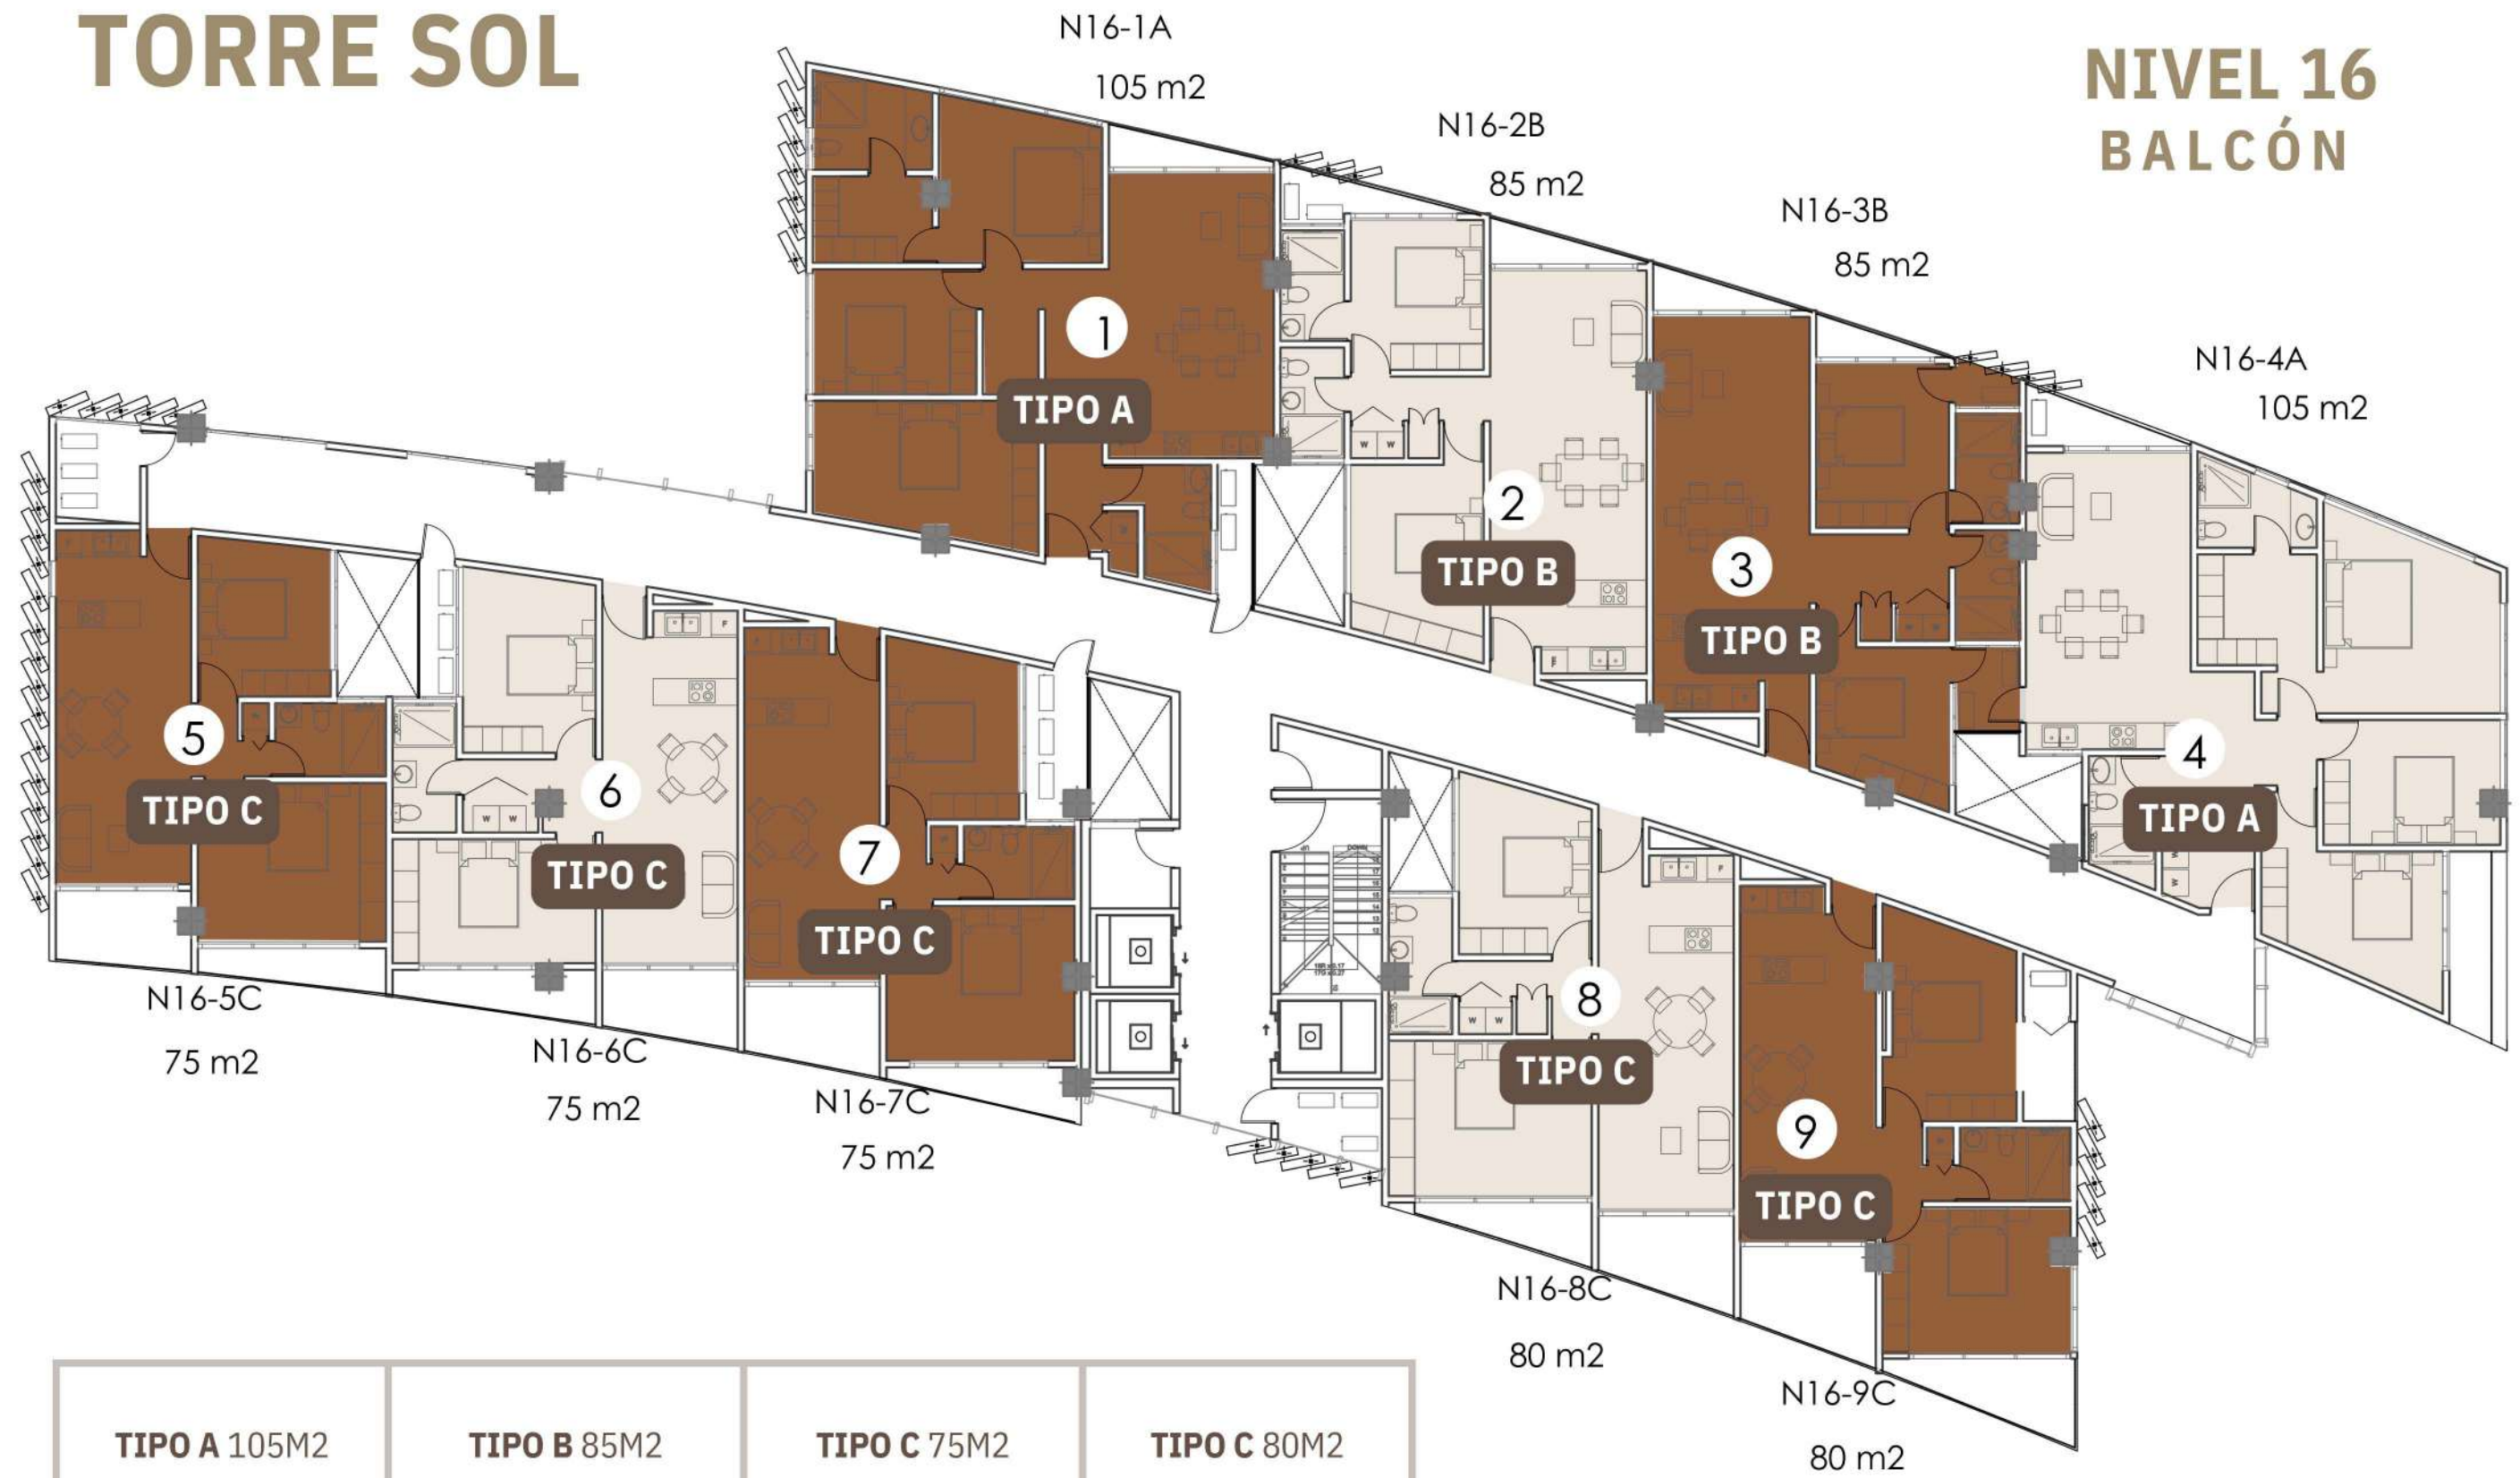 TORRE SOL
NIVEL 16
BALCÓN
N16-1A
105 m2
N16-2B
85 m2
N16-3B
85 m2
N16-4A
105 m2
1
TIPO A
2
TIPO B
3
TIPO B
4
TIPO A
5
TIPO C
6
TIPO C
7
TIPO C
8
TIPO C
9
TIPO C
W W
F
F
W W
F
W W
W
W
UP
DOWN
N16-5C
75 m2
N16-6C
75 m2
N16-7C
75 m2
N16-8C
80 m2
N16-9C
80 m2
TIPO A 105M2
TIPO B 85M2
TIPO C 75M2
TIPO C 80M2